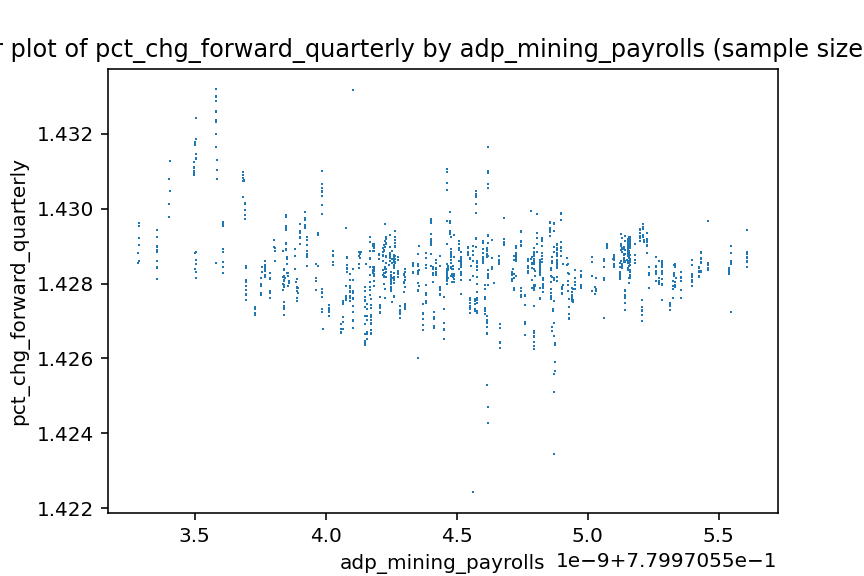 plot of pct_chg_forward_quarterly by adp_mining_payrolls (sample size
1.432
1.430
1.428
1.426
1.424
1.422
pct_chg_forward_quarterly
3.5 4.0 4.5 5.0 5.5
adp_mining_payrolls 1e−9+7.7997055e−1